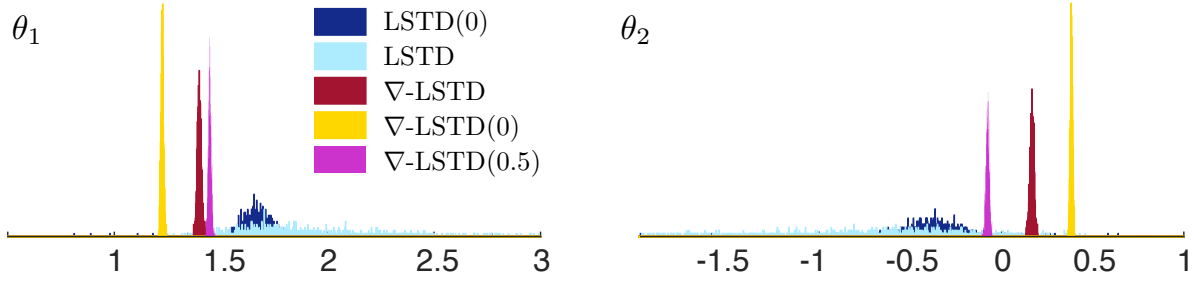 θ₁
LSTD(0)
LSTD
∇-LSTD
∇-LSTD(0)
∇-LSTD(0.5)
1 1.5 2 2.5 3
θ₂
-1.5 -1 -0.5 0 0.5 1